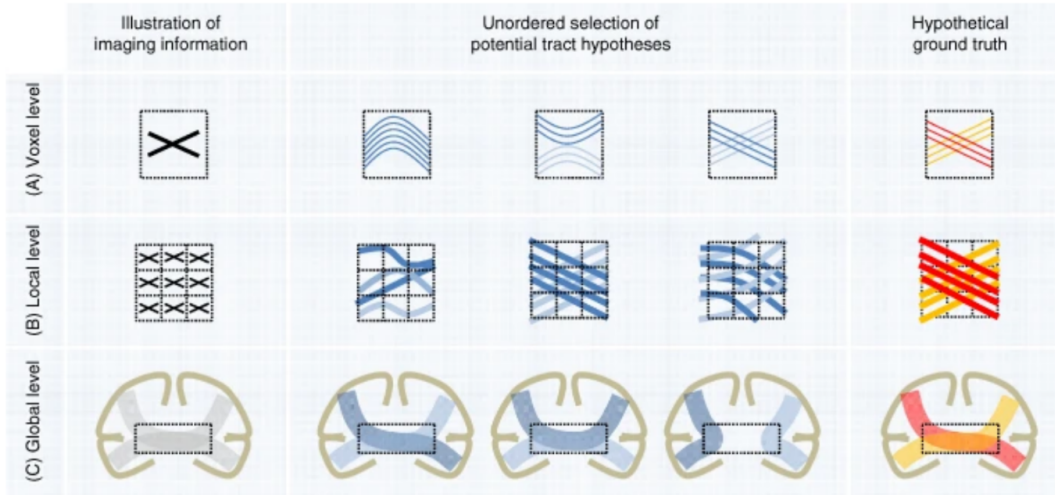 Illustration of
imaging information
Unordered selection of
potential tract hypotheses
Hypothetical
ground truth
(A) Voxel level
(B) Local level
(C) Global level